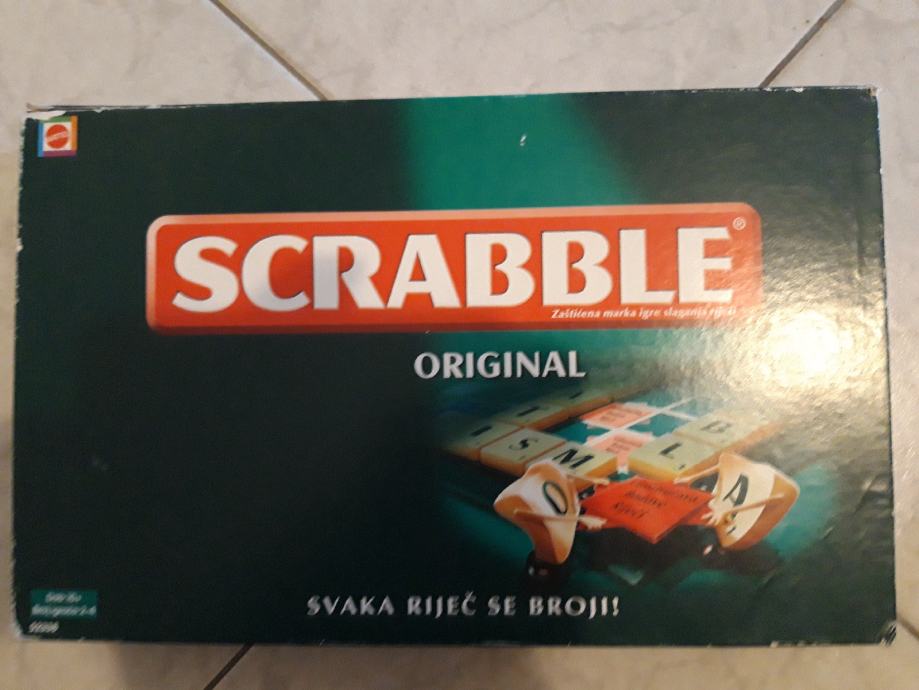 SCRABBLE®
Zaštićena marka igre slaganja riječi
ORIGINAL
I
I
I S M
B
L
O
A
SVAKA RIJEČ SE BROJI!